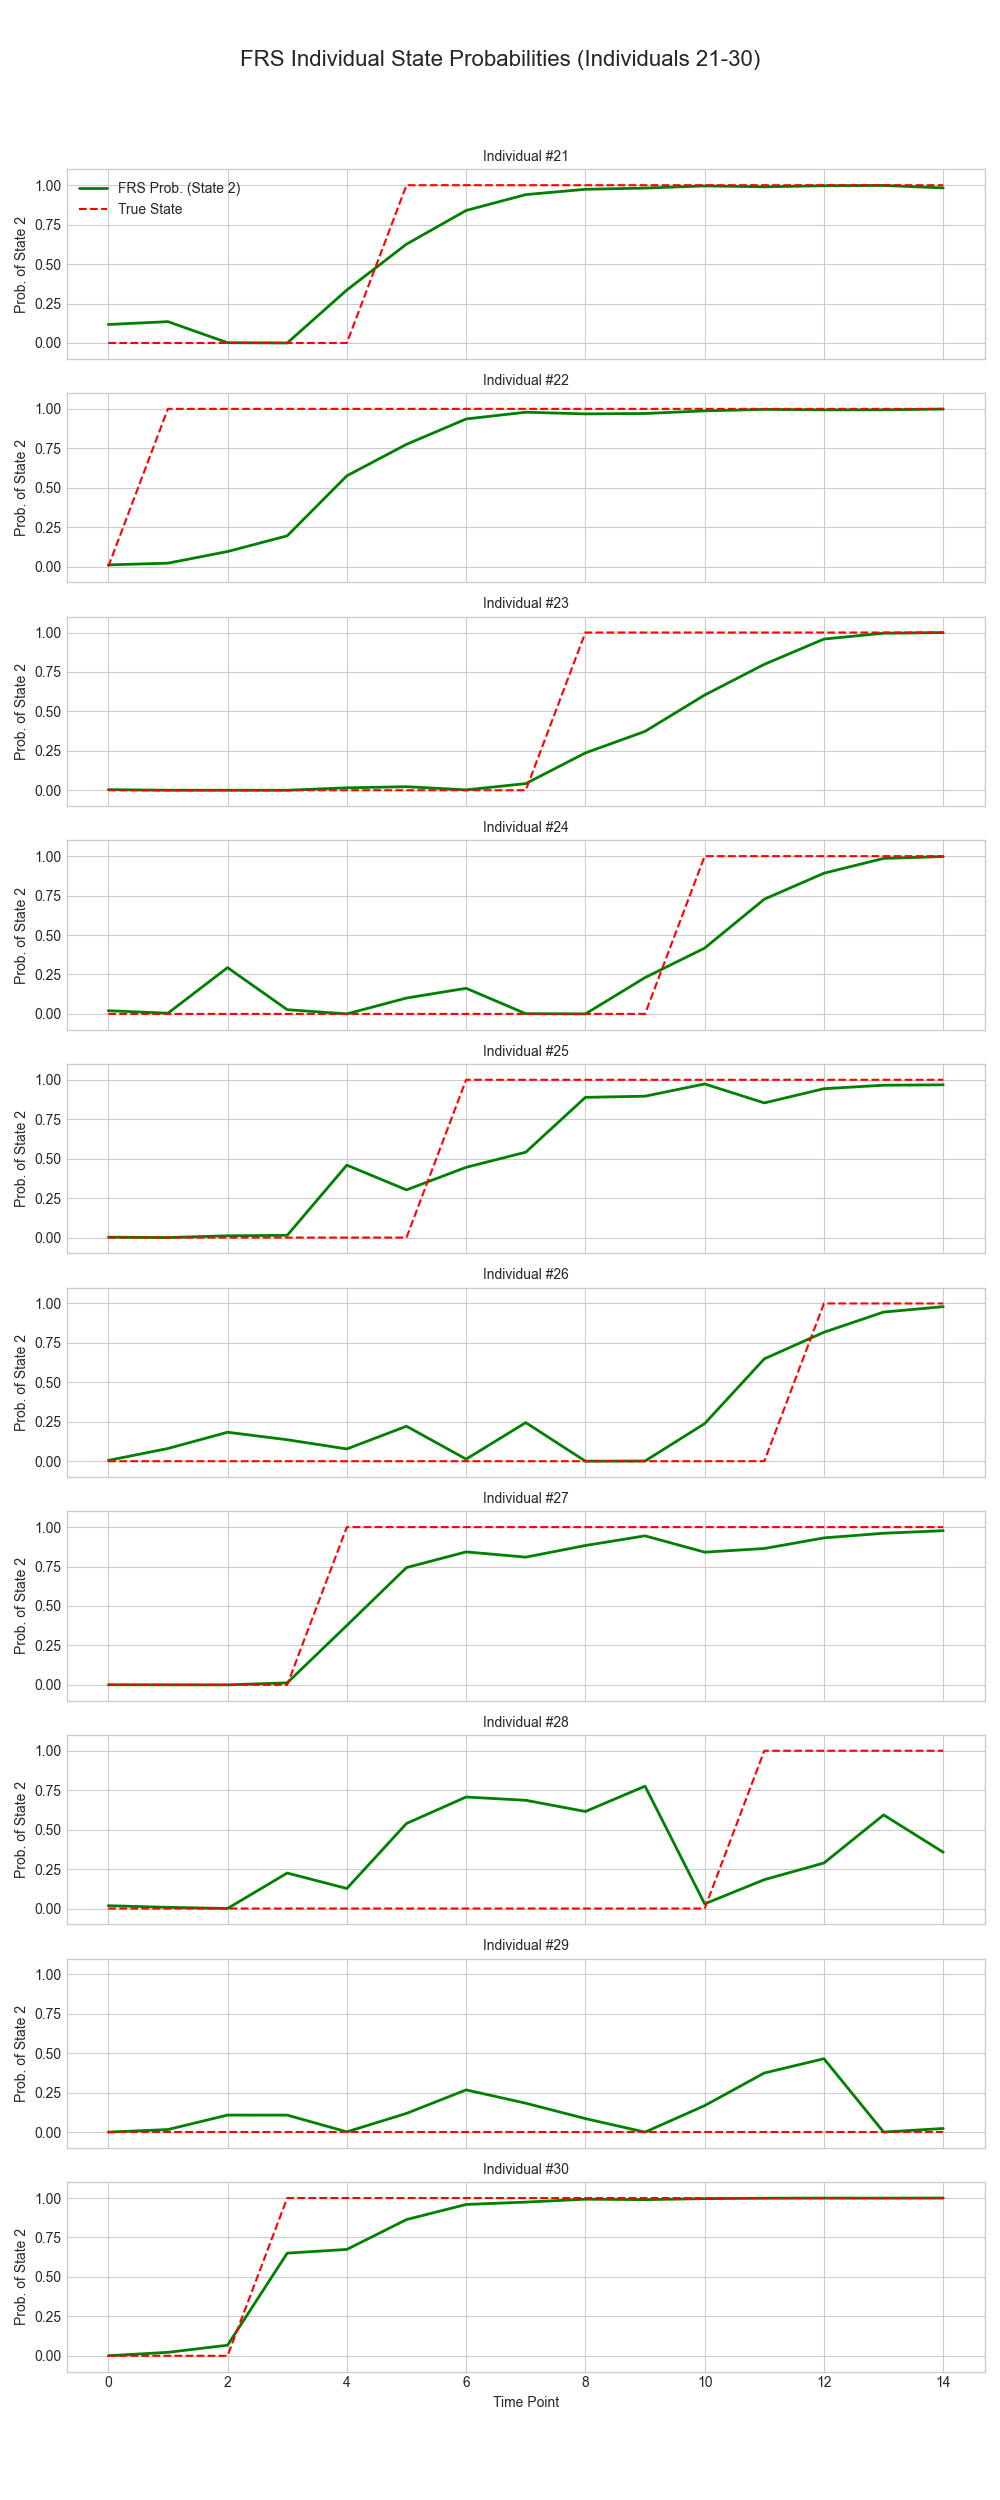 FRS Individual State Probabilities (Individuals 21-30)
Individual #21
FRS Prob. (State 2)
True State
Prob. of State 2
1.00
0.75
0.50
0.25
0.00
Individual #22
Prob. of State 2
1.00
0.75
0.50
0.25
0.00
Individual #23
Prob. of State 2
1.00
0.75
0.50
0.25
0.00
Individual #24
Prob. of State 2
1.00
0.75
0.50
0.25
0.00
Individual #25
Prob. of State 2
1.00
0.75
0.50
0.25
0.00
Individual #26
Prob. of State 2
1.00
0.75
0.50
0.25
0.00
Individual #27
Prob. of State 2
1.00
0.75
0.50
0.25
0.00
Individual #28
Prob. of State 2
1.00
0.75
0.50
0.25
0.00
Individual #29
Prob. of State 2
1.00
0.75
0.50
0.25
0.00
Individual #30
Prob. of State 2
1.00
0.75
0.50
0.25
0.00
0 2 4 6 8 10 12 14
Time Point